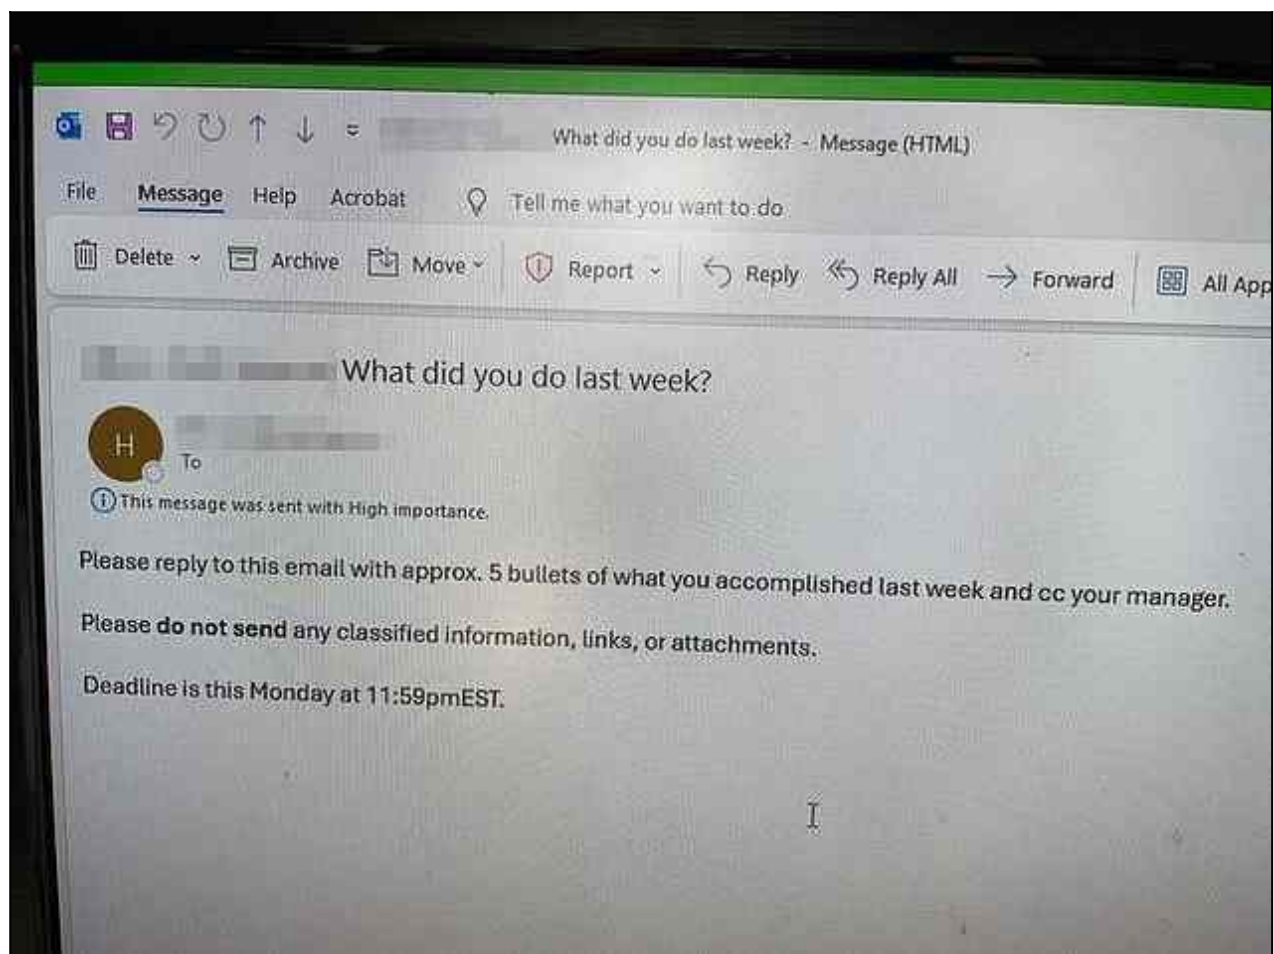 What did you do last week? - Message (HTML)
File Message Help Acrobat Tell me what you want to do
Delete Archive Move Report Reply Reply All Forward All App
What did you do last week?
H
To
This message was sent with High importance.
Please reply to this email with approx. 5 bullets of what you accomplished last week and cc your manager.
Please do not send any classified information, links, or attachments.
Deadline is this Monday at 11:59pmEST.